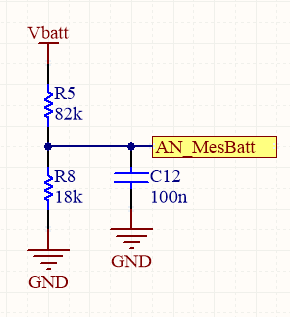 Vbatt
R5
82k
AN_MesBatt
R8
18k
C12
100n
GND
GND